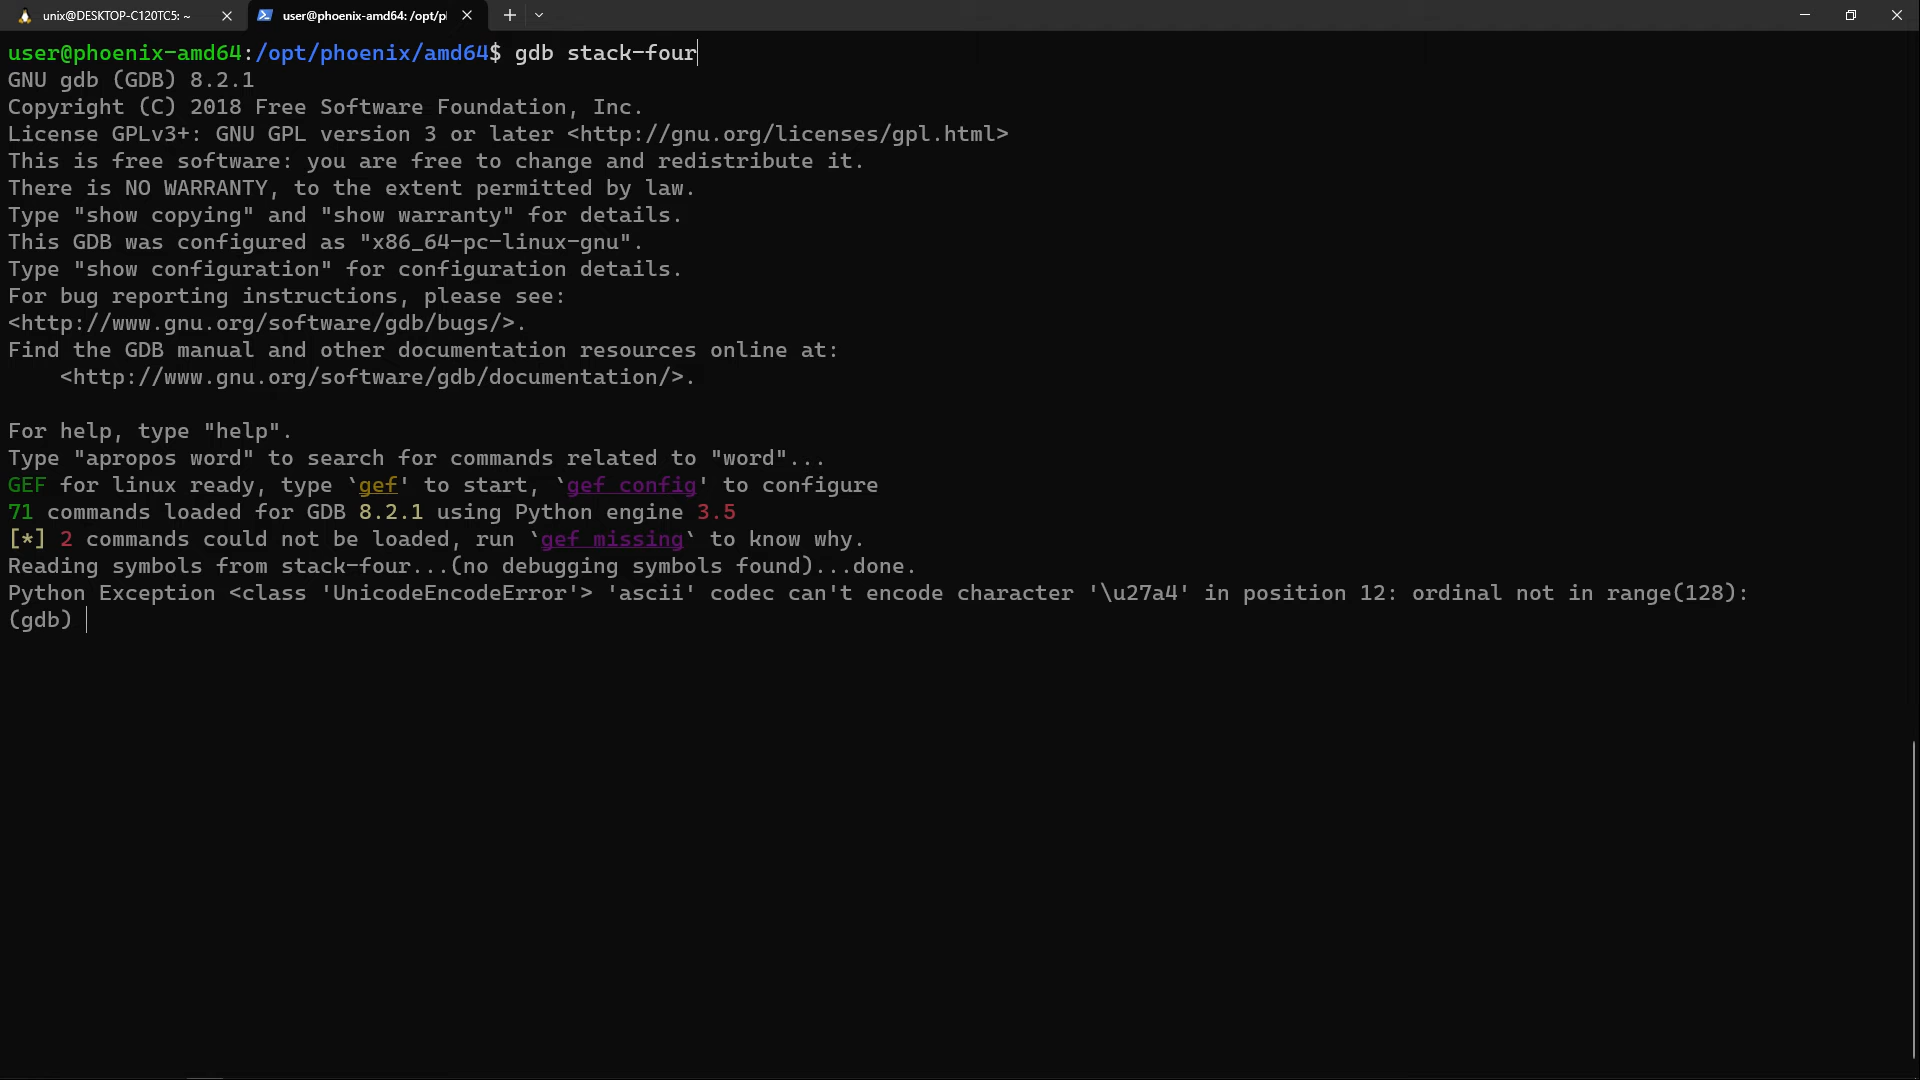 unix@DESKTOP-C120TC5: ~
user@phoenix-amd64: /opt/p
user@phoenix-amd64:/opt/phoenix/amd64$ gdb stack-four
GNU gdb (GDB) 8.2.1
Copyright (C) 2018 Free Software Foundation, Inc.
License GPLv3+: GNU GPL version 3 or later <http://gnu.org/licenses/gpl.html>
This is free software: you are free to change and redistribute it.
There is NO WARRANTY, to the extent permitted by law.
Type "show copying" and "show warranty" for details.
This GDB was configured as "x86_64-pc-linux-gnu".
Type "show configuration" for configuration details.
For bug reporting instructions, please see:
<http://www.gnu.org/software/gdb/bugs/>.
Find the GDB manual and other documentation resources online at:
    <http://www.gnu.org/software/gdb/documentation/>.
For help, type "help".
Type "apropos word" to search for commands related to "word"...
GEF for linux ready, type `gef' to start, `gef config' to configure
71 commands loaded for GDB 8.2.1 using Python engine 3.5
[*] 2 commands could not be loaded, run `gef missing` to know why.
Reading symbols from stack-four...(no debugging symbols found)...done.
Python Exception <class 'UnicodeEncodeError'> 'ascii' codec can't encode character '\u27a4' in position 12: ordinal not in range(128):
(gdb)